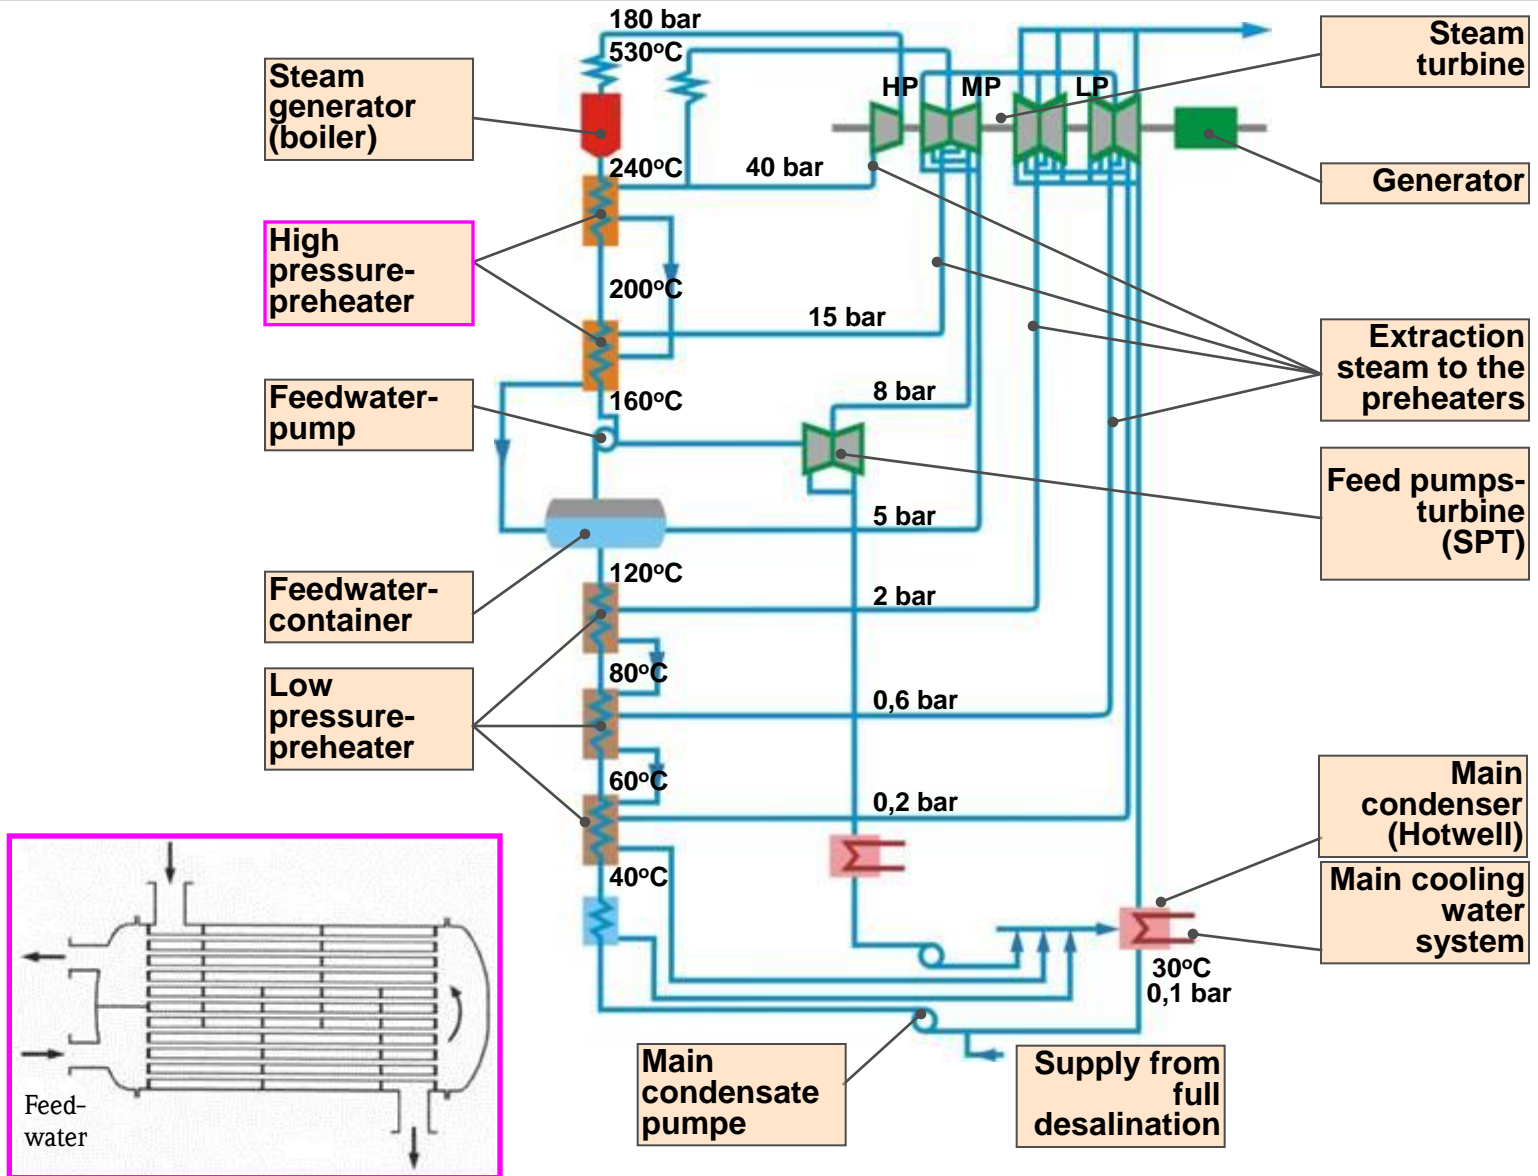 180 bar
530°C
Steam
generator
(boiler)
HP
MP
LP
Steam
turbine
240°C
40 bar
Generator
High
pressure-
preheater
200°C
15 bar
Extraction
steam to the
preheaters
Feedwater-
pump
160°C
8 bar
Feed pumps-
turbine
(SPT)
5 bar
Feedwater-
container
120°C
2 bar
Low
pressure-
preheater
80°C
0,6 bar
60°C
0,2 bar
40°C
Main
condenser
(Hotwell)
Main cooling
water
system
30°C
0,1 bar
Main
condensate
pumpe
Supply from
full
desalination
Feed-
water